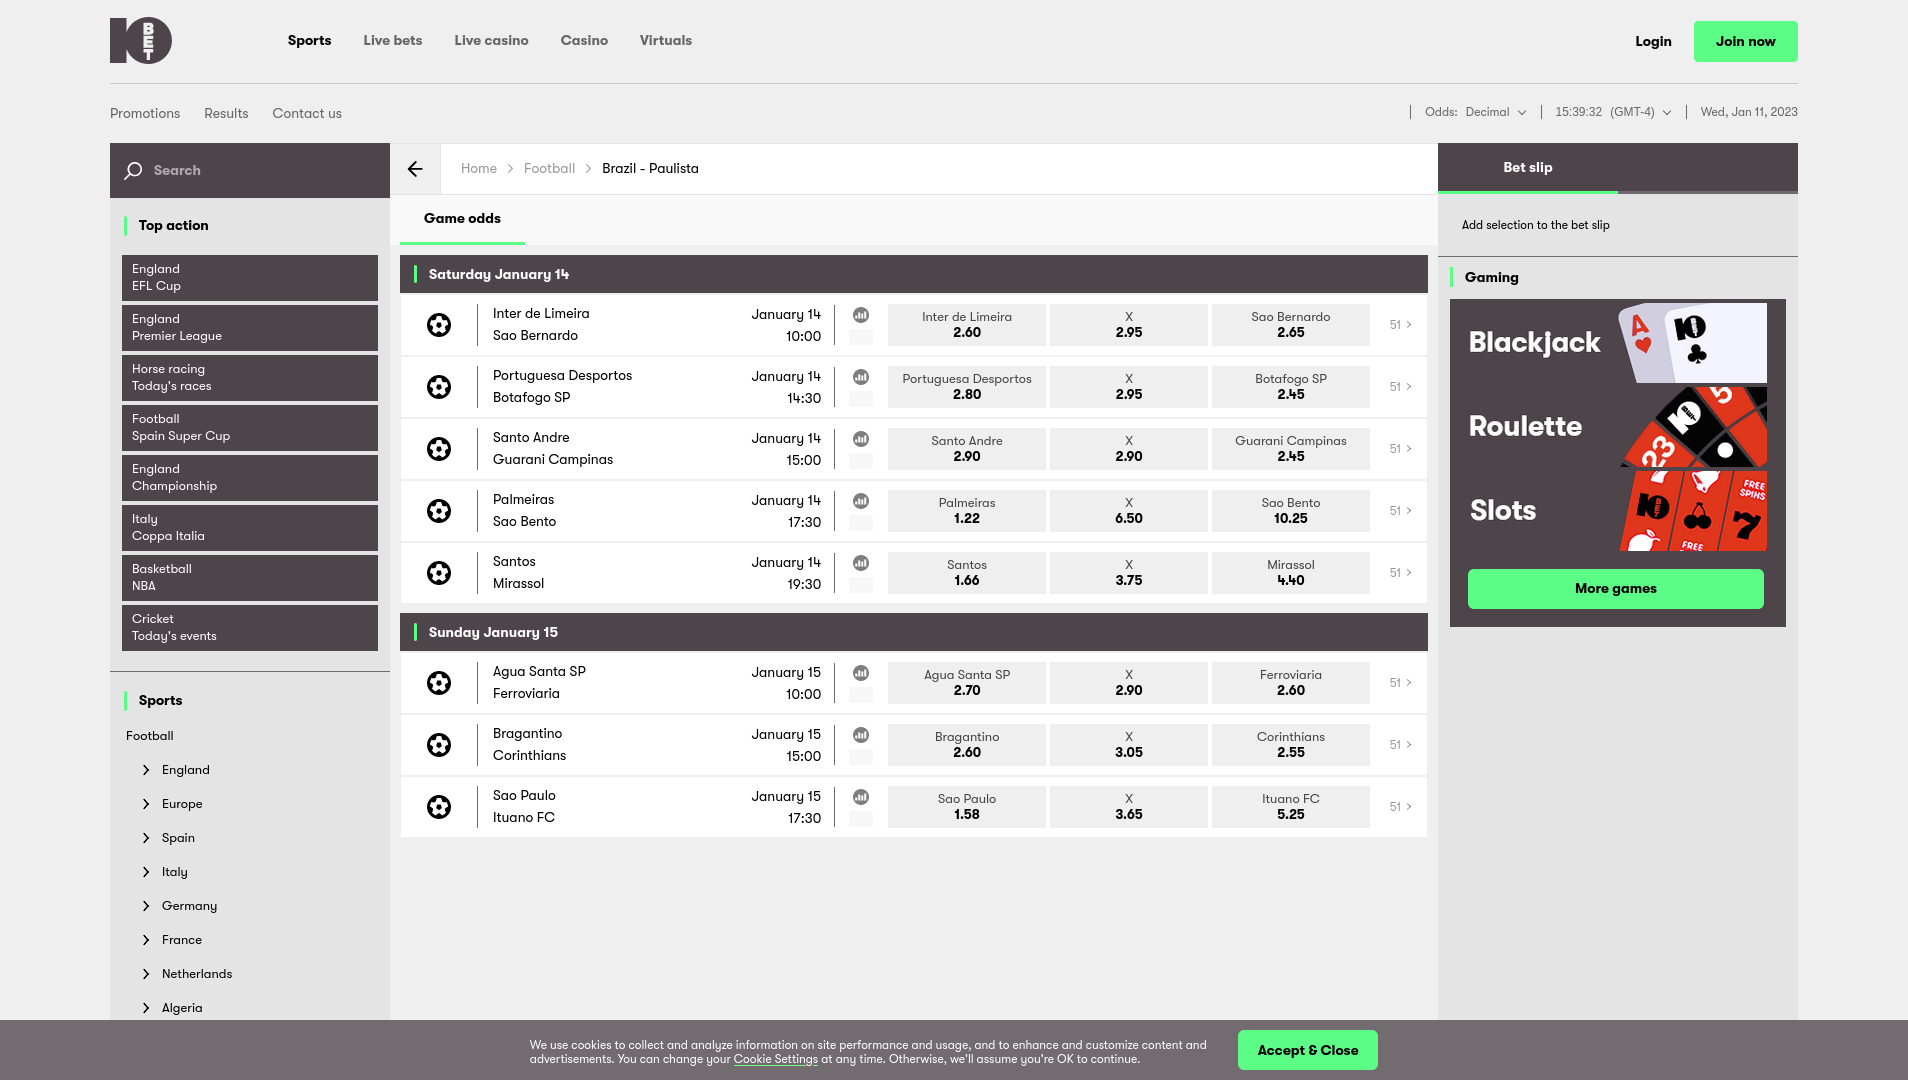 10 BET
Sports
Live bets
Live casino
Casino
Virtuals
Login
Join now
Promotions
Results
Contact us
Odds: Decimal
15:39:32 (GMT-4)
Wed, Jan 11, 2023
Search
Top action
England
EFL Cup
England
Premier League
Horse racing
Today's races
Football
Spain Super Cup
England
Championship
Italy
Coppa Italia
Basketball
NBA
Cricket
Today's events
Sports
Football
England
Europe
Spain
Italy
Germany
France
Netherlands
Algeria
Home > Football > Brazil - Paulista
Game odds
Saturday January 14
Inter de Limeira
Sao Bernardo
January 14
10:00
Inter de Limeira
2.60
X
2.95
Sao Bernardo
2.65
51
Portuguesa Desportos
Botafogo SP
January 14
14:30
Portuguesa Desportos
2.80
X
2.95
Botafogo SP
2.45
51
Santo Andre
Guarani Campinas
January 14
15:00
Santo Andre
2.90
X
2.90
Guarani Campinas
2.45
51
Palmeiras
Sao Bento
January 14
17:30
Palmeiras
1.22
X
6.50
Sao Bento
10.25
51
Santos
Mirassol
January 14
19:30
Santos
1.66
X
3.75
Mirassol
4.40
51
Sunday January 15
Agua Santa SP
Ferroviaria
January 15
10:00
Agua Santa SP
2.70
X
2.90
Ferroviaria
2.60
51
Bragantino
Corinthians
January 15
15:00
Bragantino
2.60
X
3.05
Corinthians
2.55
51
Sao Paulo
Ituano FC
January 15
17:30
Sao Paulo
1.58
X
3.65
Ituano FC
5.25
51
Bet slip
Add selection to the bet slip
Gaming
Blackjack
A
10 BET
Roulette
5
10 BET
23
Slots
7
FREE
SPINS
10 BET
7
FREE
More games
We use cookies to collect and analyze information on site performance and usage, and to enhance and customize content and
advertisements. You can change your Cookie Settings at any time. Otherwise, we'll assume you're OK to continue.
Accept & Close